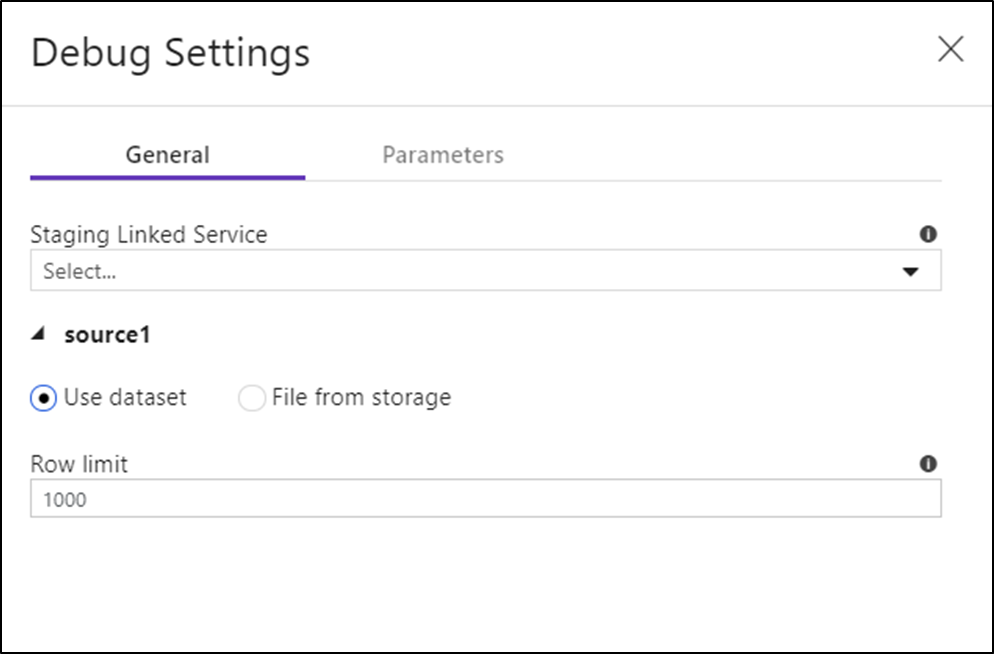 Debug Settings
General Parameters
Staging Linked Service
Select...
source1
Use dataset File from storage
Row limit
1000